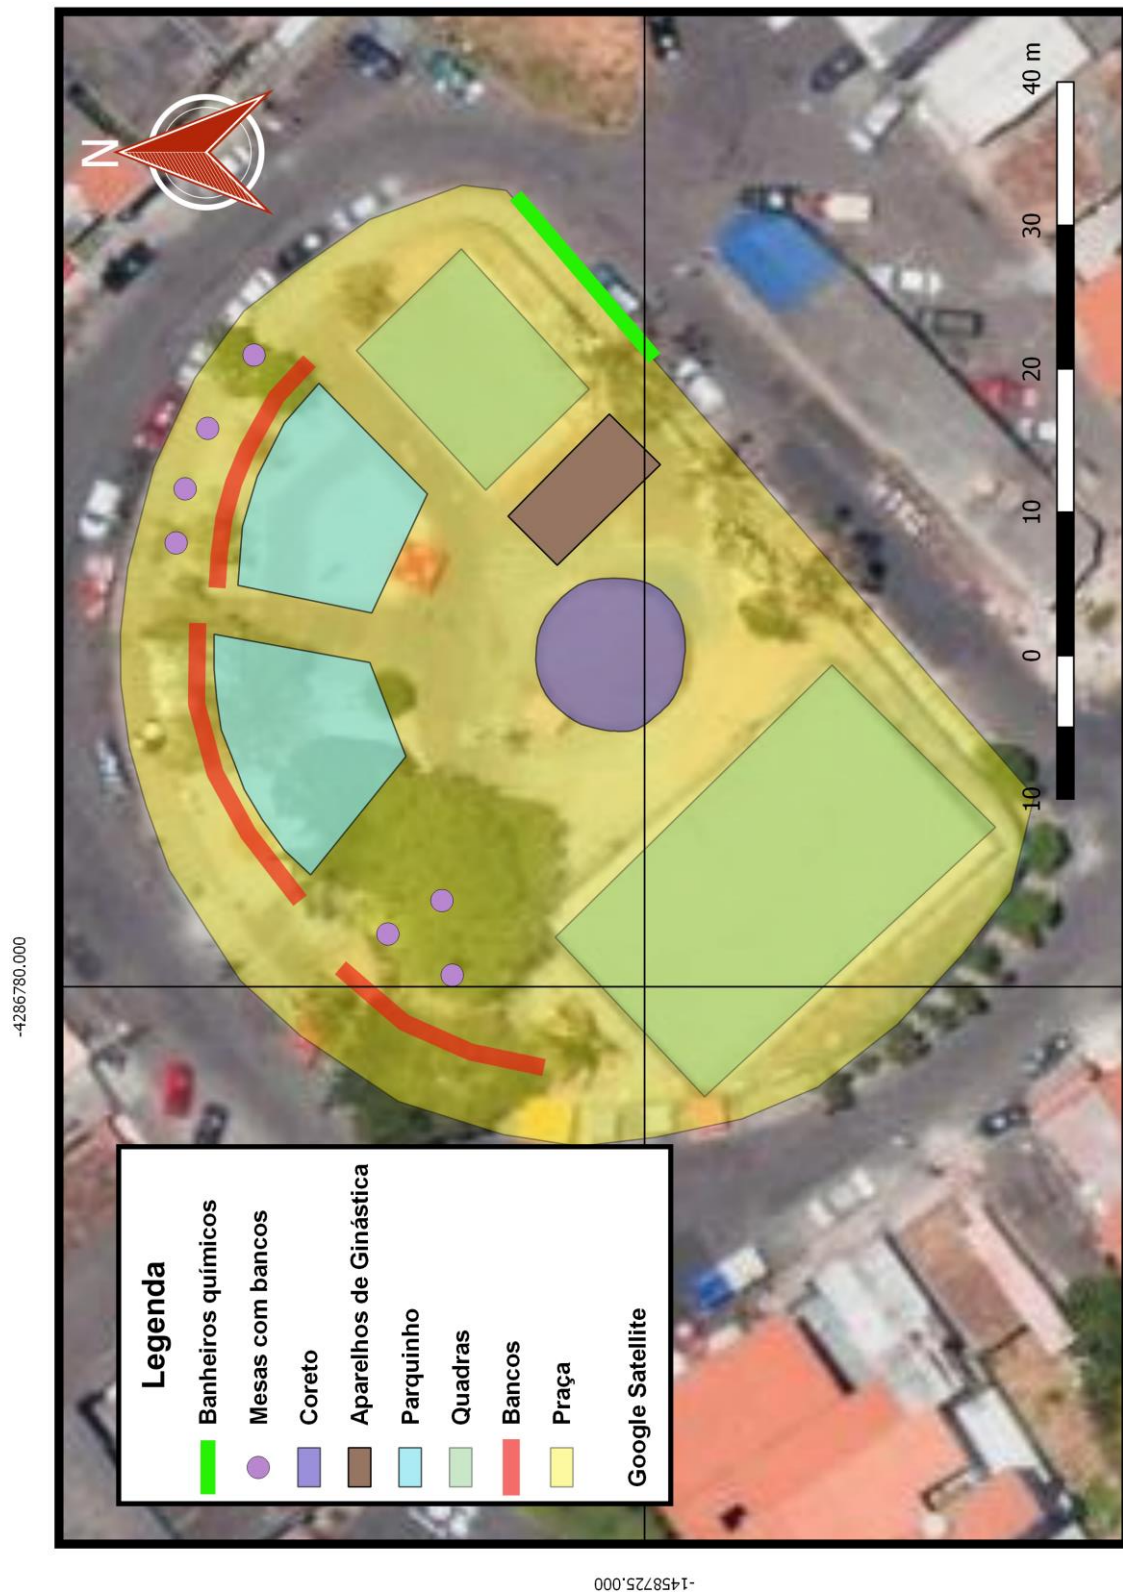 N
Legenda
Banheiros químicos
Mesas com bancos
Coreto
Aparelhos de Ginástica
Parquinho
Quadras
Bancos
Praça
Google Satellite
10 0 10 20 30 40 m
-4286780.000
-1458725.000